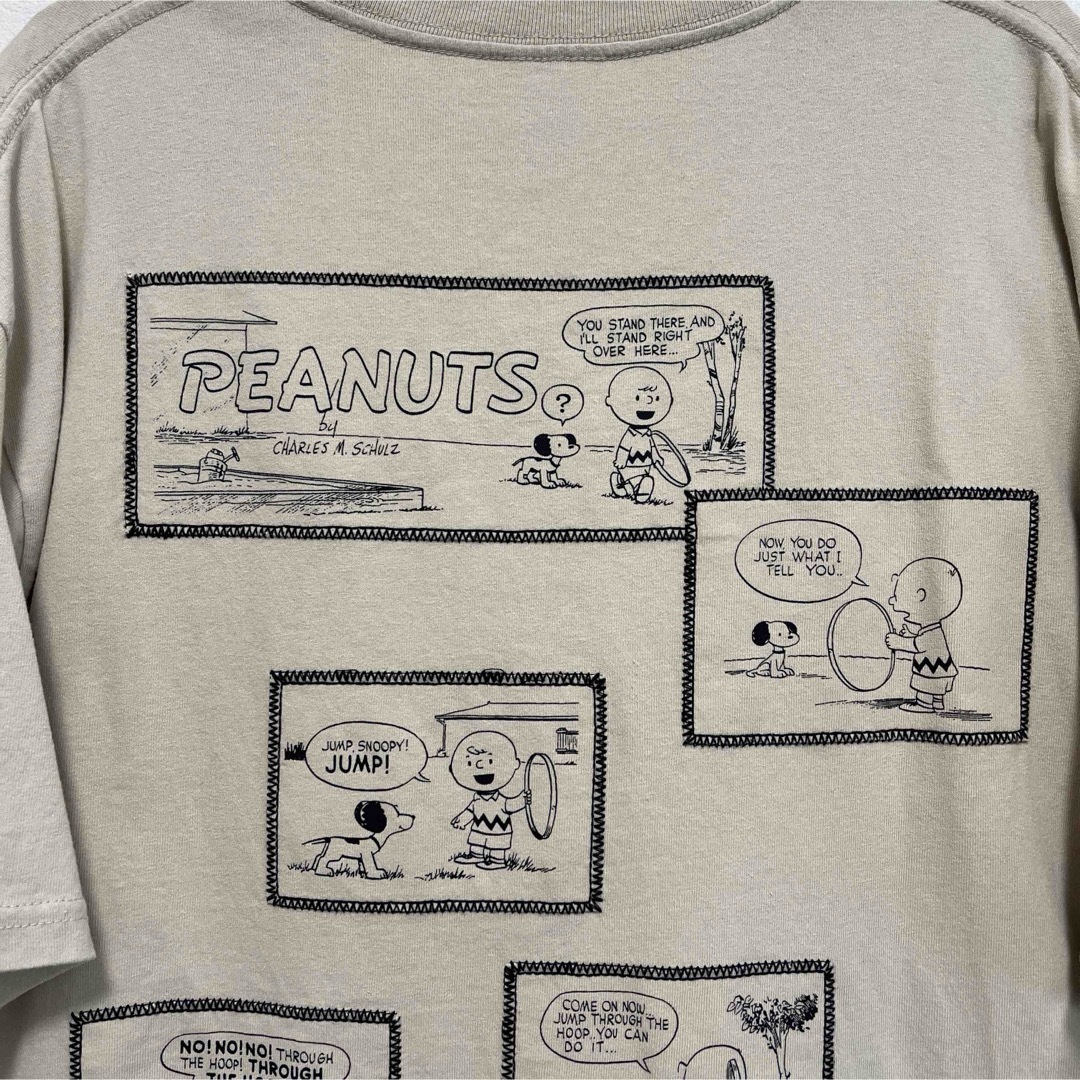 PEANUTS
by
CHARLES M. SCHULZ
?
YOU STAND THERE, AND
I'LL STAND RIGHT
OVER HERE...
NOW YOU DO
JUST WHAT I
TELL YOU..
JUMP, SNOOPY!
JUMP!
COME ON NOW..
JUMP THROUGH THE
HOOP.. YOU CAN
DO IT...
NO! NO! NO! THROUGH
THE HOOP! THROUGH
THE